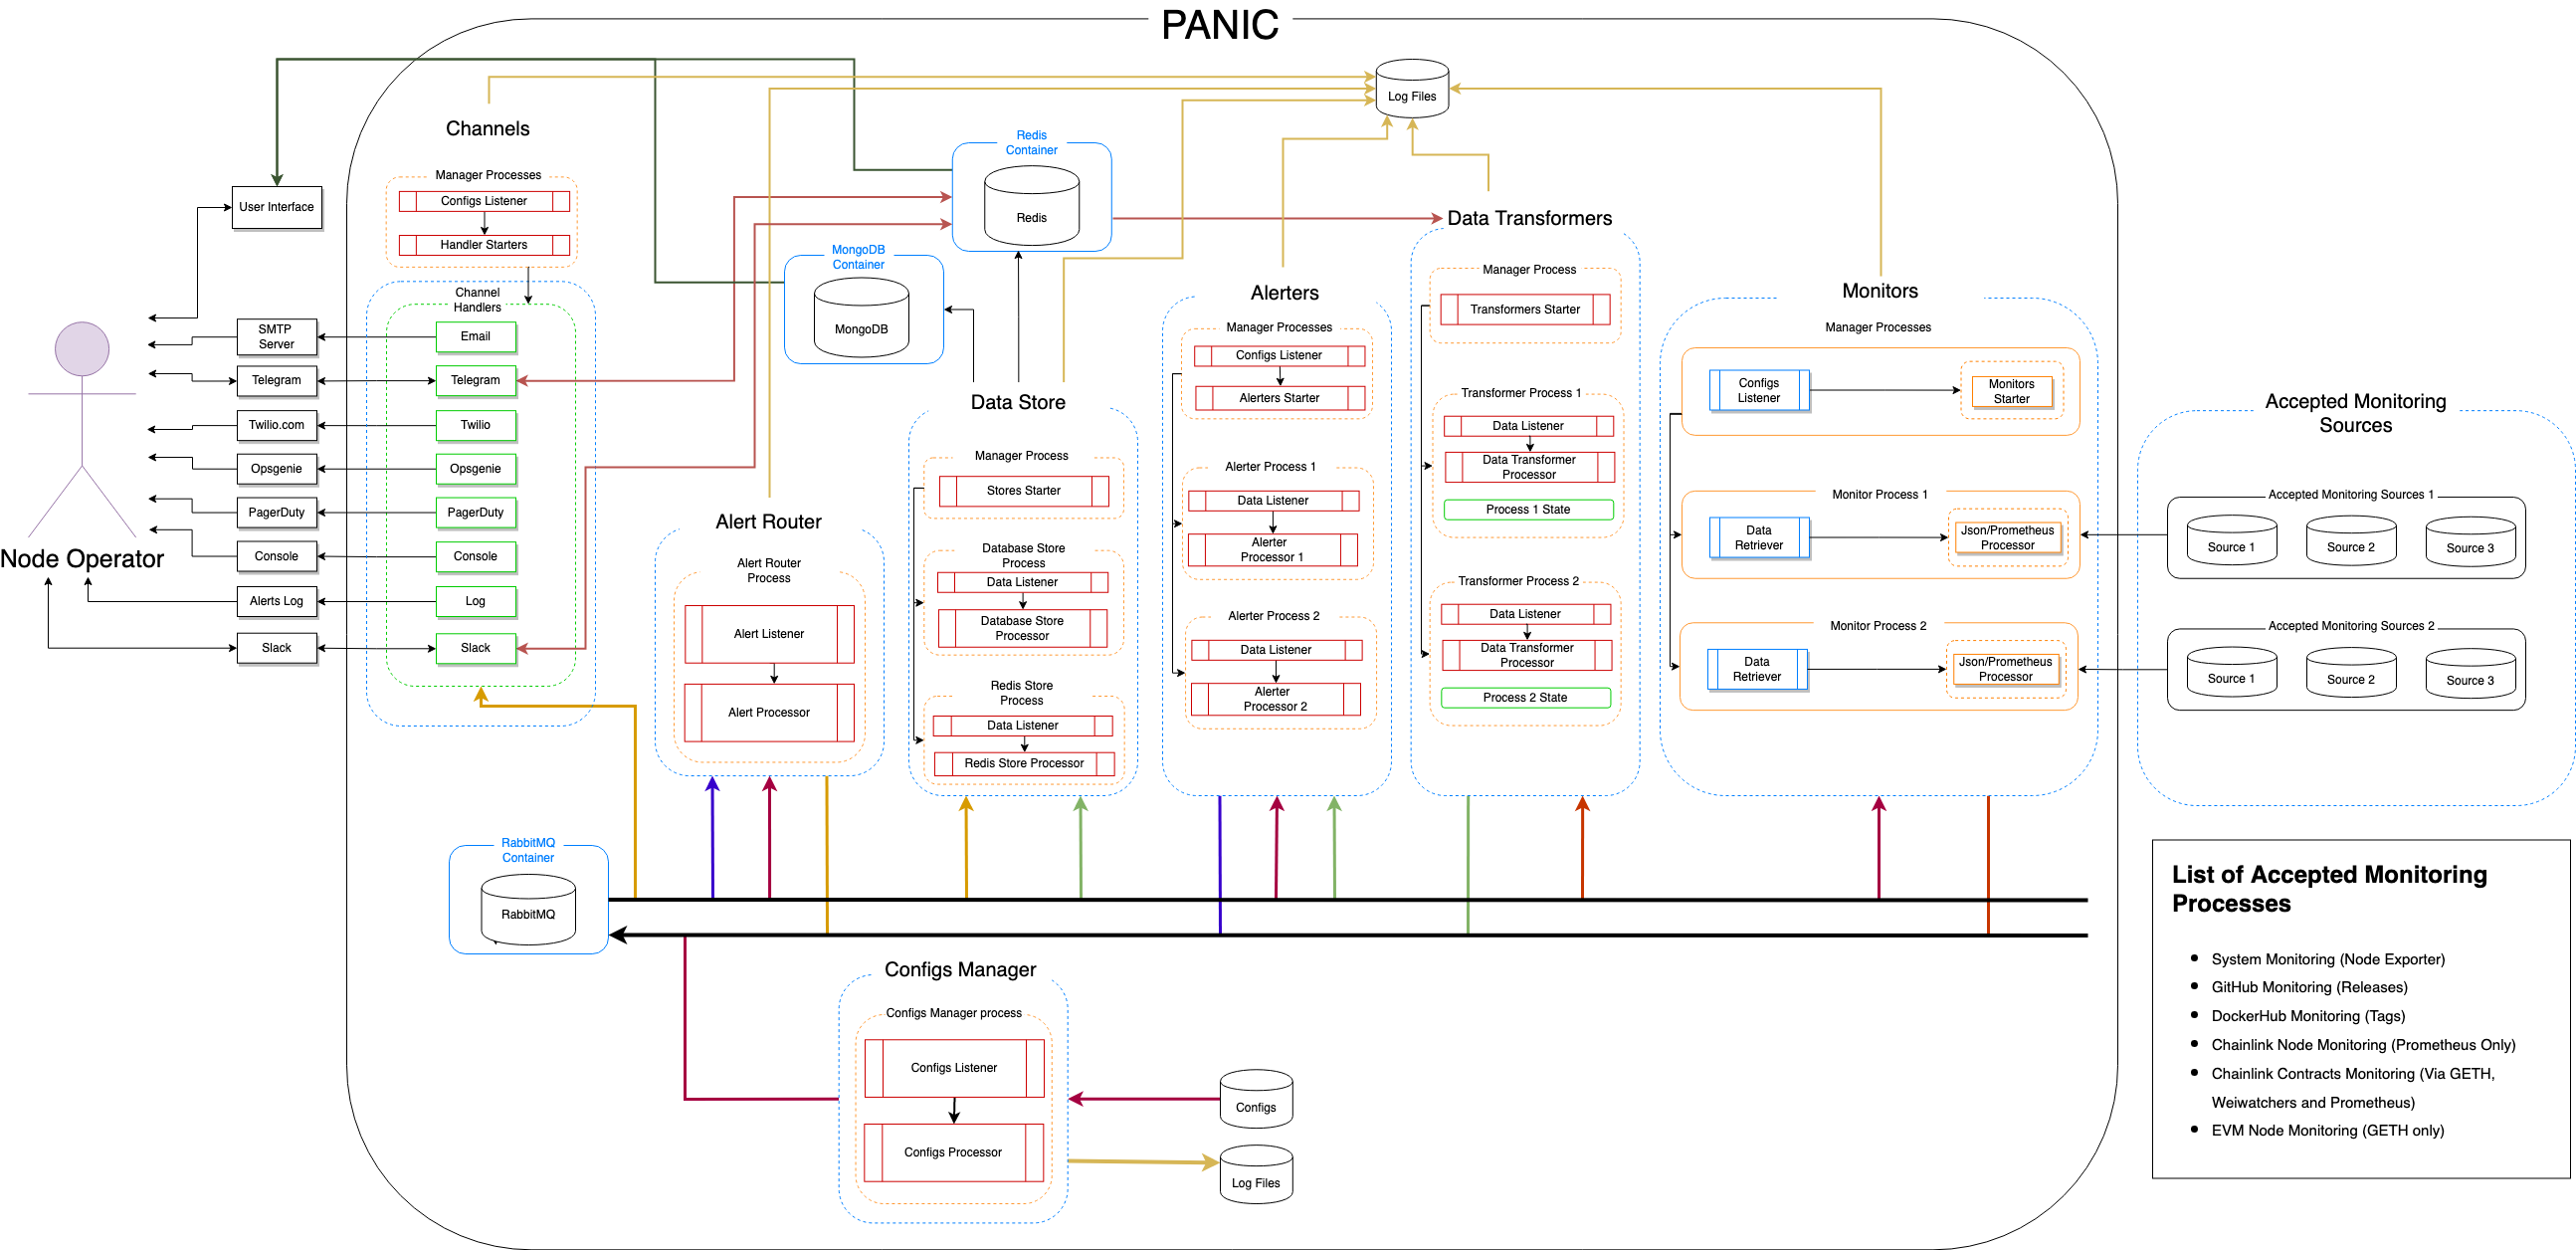 PANIC
Log Files
Channels
Manager Processes
Configs Listener
Handler Starters
Channel
Handlers
Email
Telegram
Twilio
Opsgenie
PagerDuty
Console
Log
Slack
User Interface
SMTP
Server
Telegram
Twilio.com
Opsgenie
PagerDuty
Console
Alerts Log
Slack
Node Operator
Redis
Container
Redis
MongoDB
Container
MongoDB
Alert Router
Alert Router
Process
Alert Listener
Alert Processor
Data Store
Manager Process
Stores Starter
Database Store
Process
Data Listener
Database Store
Processor
Redis Store
Process
Data Listener
Redis Store Processor
Alerters
Manager Processes
Configs Listener
Alerters Starter
Alerter Process 1
Data Listener
Alerter
Processor 1
Alerter Process 2
Data Listener
Alerter
Processor 2
Data Transformers
Manager Process
Transformers Starter
Transformer Process 1
Data Listener
Data Transformer
Processor
Process 1 State
Transformer Process 2
Data Listener
Data Transformer
Processor
Process 2 State
Monitors
Manager Processes
Configs
Listener
Monitors
Starter
Monitor Process 1
Data
Retriever
Json/Prometheus
Processor
Monitor Process 2
Data
Retriever
Json/Prometheus
Processor
Accepted Monitoring
Sources
Accepted Monitoring Sources 1
Source 1
Source 2
Source 3
Accepted Monitoring Sources 2
Source 1
Source 2
Source 3
RabbitMQ
Container
RabbitMQ
Configs Manager
Configs Manager process
Configs Listener
Configs Processor
Configs
Log Files
List of Accepted Monitoring
Processes
• System Monitoring (Node Exporter)
• GitHub Monitoring (Releases)
• DockerHub Monitoring (Tags)
• Chainlink Node Monitoring (Prometheus Only)
• Chainlink Contracts Monitoring (Via GETH,
Weiwatchers and Prometheus)
• EVM Node Monitoring (GETH only)